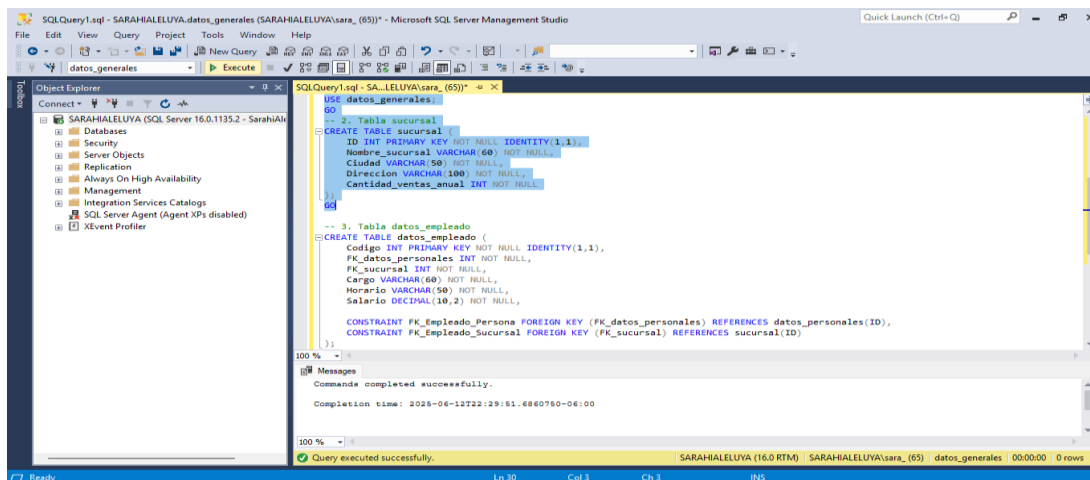 SQLQuery1.sql - SARAHIALELUYA.datos_generales (SARAHIALELUYA\sara_ (65))* - Microsoft SQL Server Management Studio
Quick Launch (Ctrl+Q)
File Edit View Query Project Tools Window Help
New Query
datos_generales Execute
Toolbox
Object Explorer
SQLQuery1.sql - SA...LELUYA\sara_ (65))*
Connect
SARAHIALELUYA (SQL Server 16.0.1135.2 - SarahiAle
Databases
Security
Server Objects
Replication
Always On High Availability
Management
Integration Services Catalogs
SQL Server Agent (Agent XPs disabled)
XEvent Profiler
USE datos_generales;
GO
-- 2. Tabla sucursal
CREATE TABLE sucursal (
ID INT PRIMARY KEY NOT NULL IDENTITY(1,1),
Nombre_sucursal VARCHAR(60) NOT NULL,
Ciudad VARCHAR(50) NOT NULL,
Direccion VARCHAR(100) NOT NULL,
Cantidad_ventas_anual INT NOT NULL
);
GO
-- 3. Tabla datos_empleado
CREATE TABLE datos_empleado (
Codigo INT PRIMARY KEY NOT NULL IDENTITY(1,1),
FK_datos_personales INT NOT NULL,
FK_sucursal INT NOT NULL,
Cargo VARCHAR(60) NOT NULL,
Horario VARCHAR(50) NOT NULL,
Salario DECIMAL(10,2) NOT NULL,
CONSTRAINT FK_Empleado_Persona FOREIGN KEY (FK_datos_personales) REFERENCES datos_personales(ID),
CONSTRAINT FK_Empleado_Sucursal FOREIGN KEY (FK_sucursal) REFERENCES sucursal(ID)
);
100 %
Messages
Commands completed successfully.
Completion time: 2025-06-12T22:29:51.6860750-06:00
100 %
Query executed successfully.
SARAHIALELUYA (16.0 RTM) SARAHIALELUYA\sara_ (65) datos_generales 00:00:00 0 rows
Ready Ln 30 Col 3 Ch 3 INS